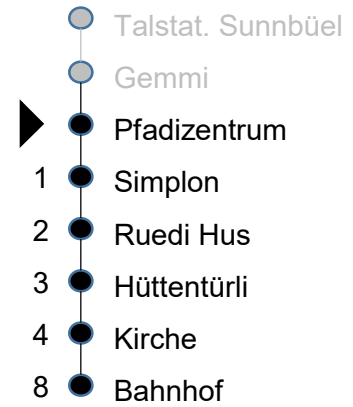 Talstat. Sunnbüel
Gemmi
Pfadizentrum
1 Simplon
2 Ruedi Hus
3 Hüttentürli
4 Kirche
8 Bahnhof